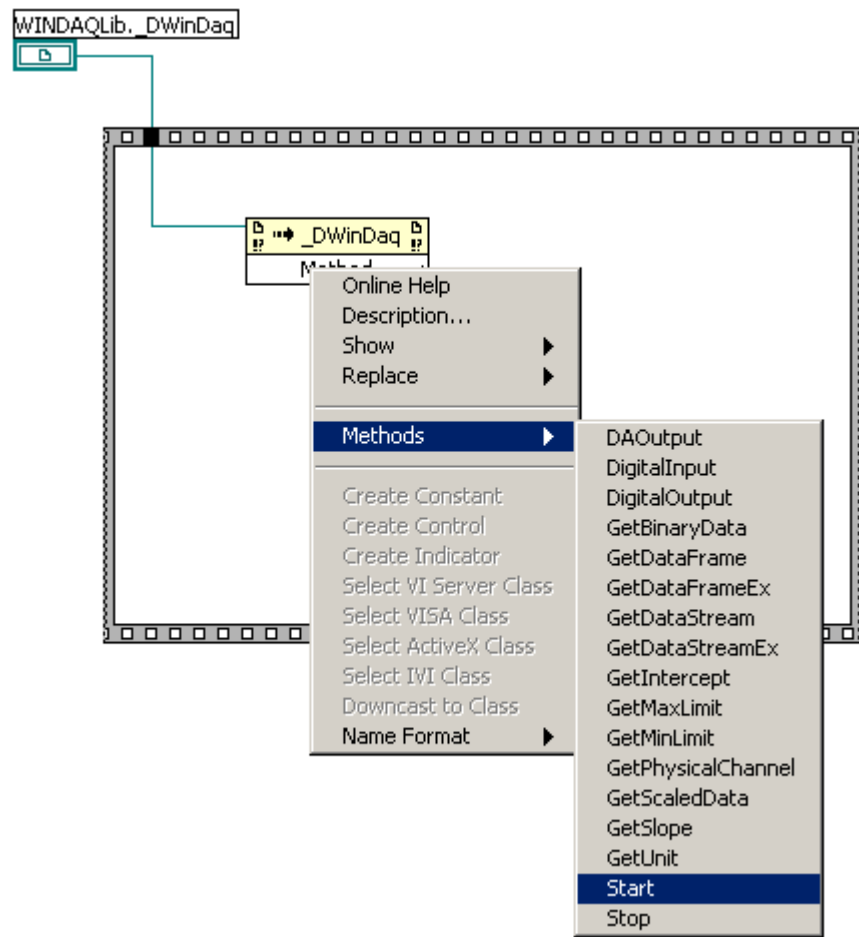 WINDAQLib._DWinDaq
_DWinDaq
Method
Online Help
Description...
Show
Replace
Methods
Create Constant
Create Control
Create Indicator
Select VI Server Class
Select VISA Class
Select ActiveX Class
Select IVI Class
Downcast to Class
Name Format
DAOutput
DigitalInput
DigitalOutput
GetBinaryData
GetDataFrame
GetDataFrameEx
GetDataStream
GetDataStreamEx
GetIntercept
GetMaxLimit
GetMinLimit
GetPhysicalChannel
GetScaledData
GetSlope
GetUnit
Start
Stop